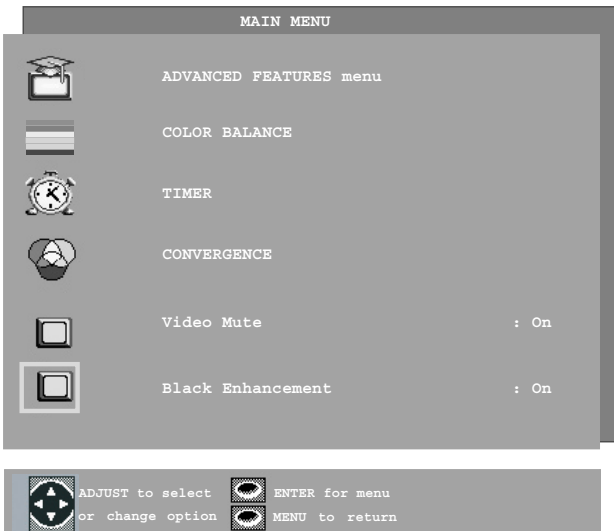 MAIN MENU
ADVANCED FEATURES menu
COLOR BALANCE
TIMER
CONVERGENCE
Video Mute : On
Black Enhancement : On
ADJUST to select ENTER for menu
or change option MENU to return